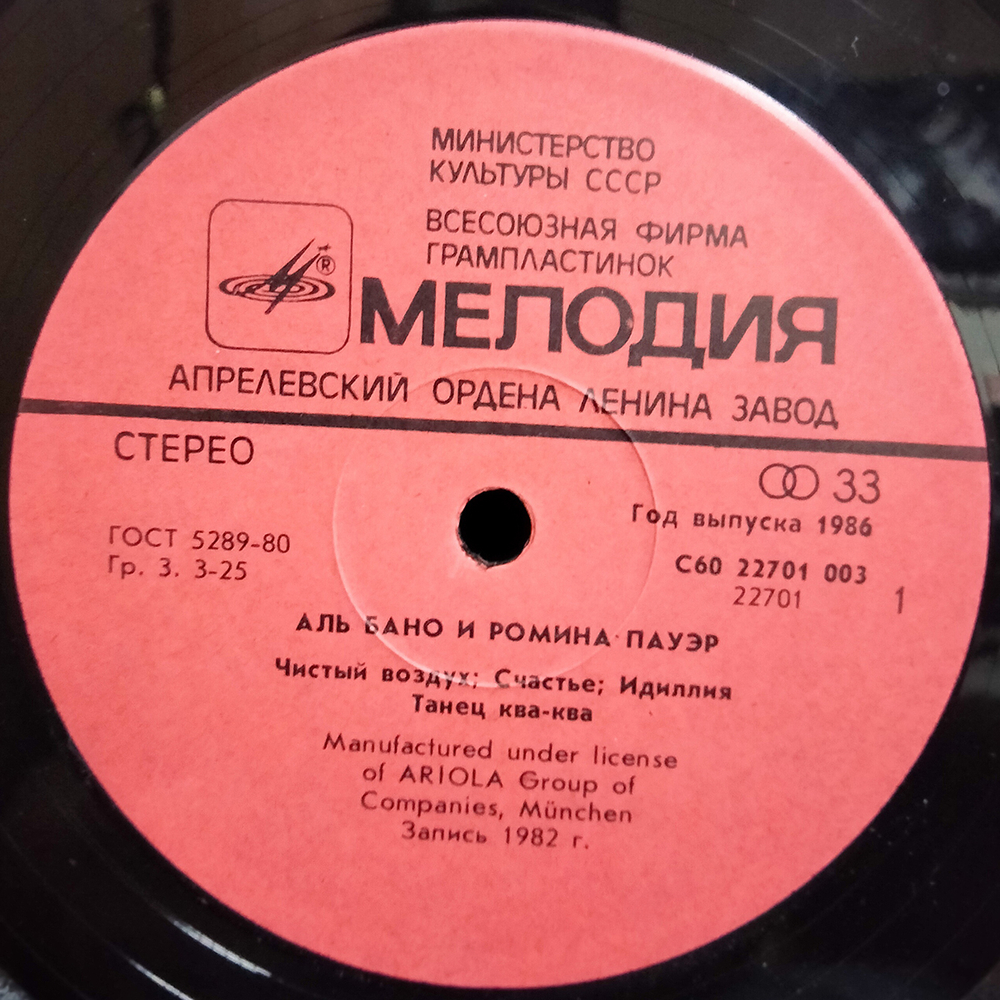 МИНИСТЕРСТВО
КУЛЬТУРЫ СССР
ВСЕСОЮЗНАЯ ФИРМА
ГРАМПЛАСТИНОК
®
МЕЛОДИЯ
АПРЕЛЕВСКИЙ ОРДЕНА ЛЕНИНА ЗАВОД
СТЕРЕО
33
Год выпуска 1986
ГОСТ 5289-80
Гр. 3. 3-25
С60 22701 003
22701
1
АЛЬ БАНО И РОМИНА ПАУЭР
Чистый воздух; Счастье; Идиллия
Танец ква-ква
Manufactured under license
of ARIOLA Group of
Companies, München
Запись 1982 г.